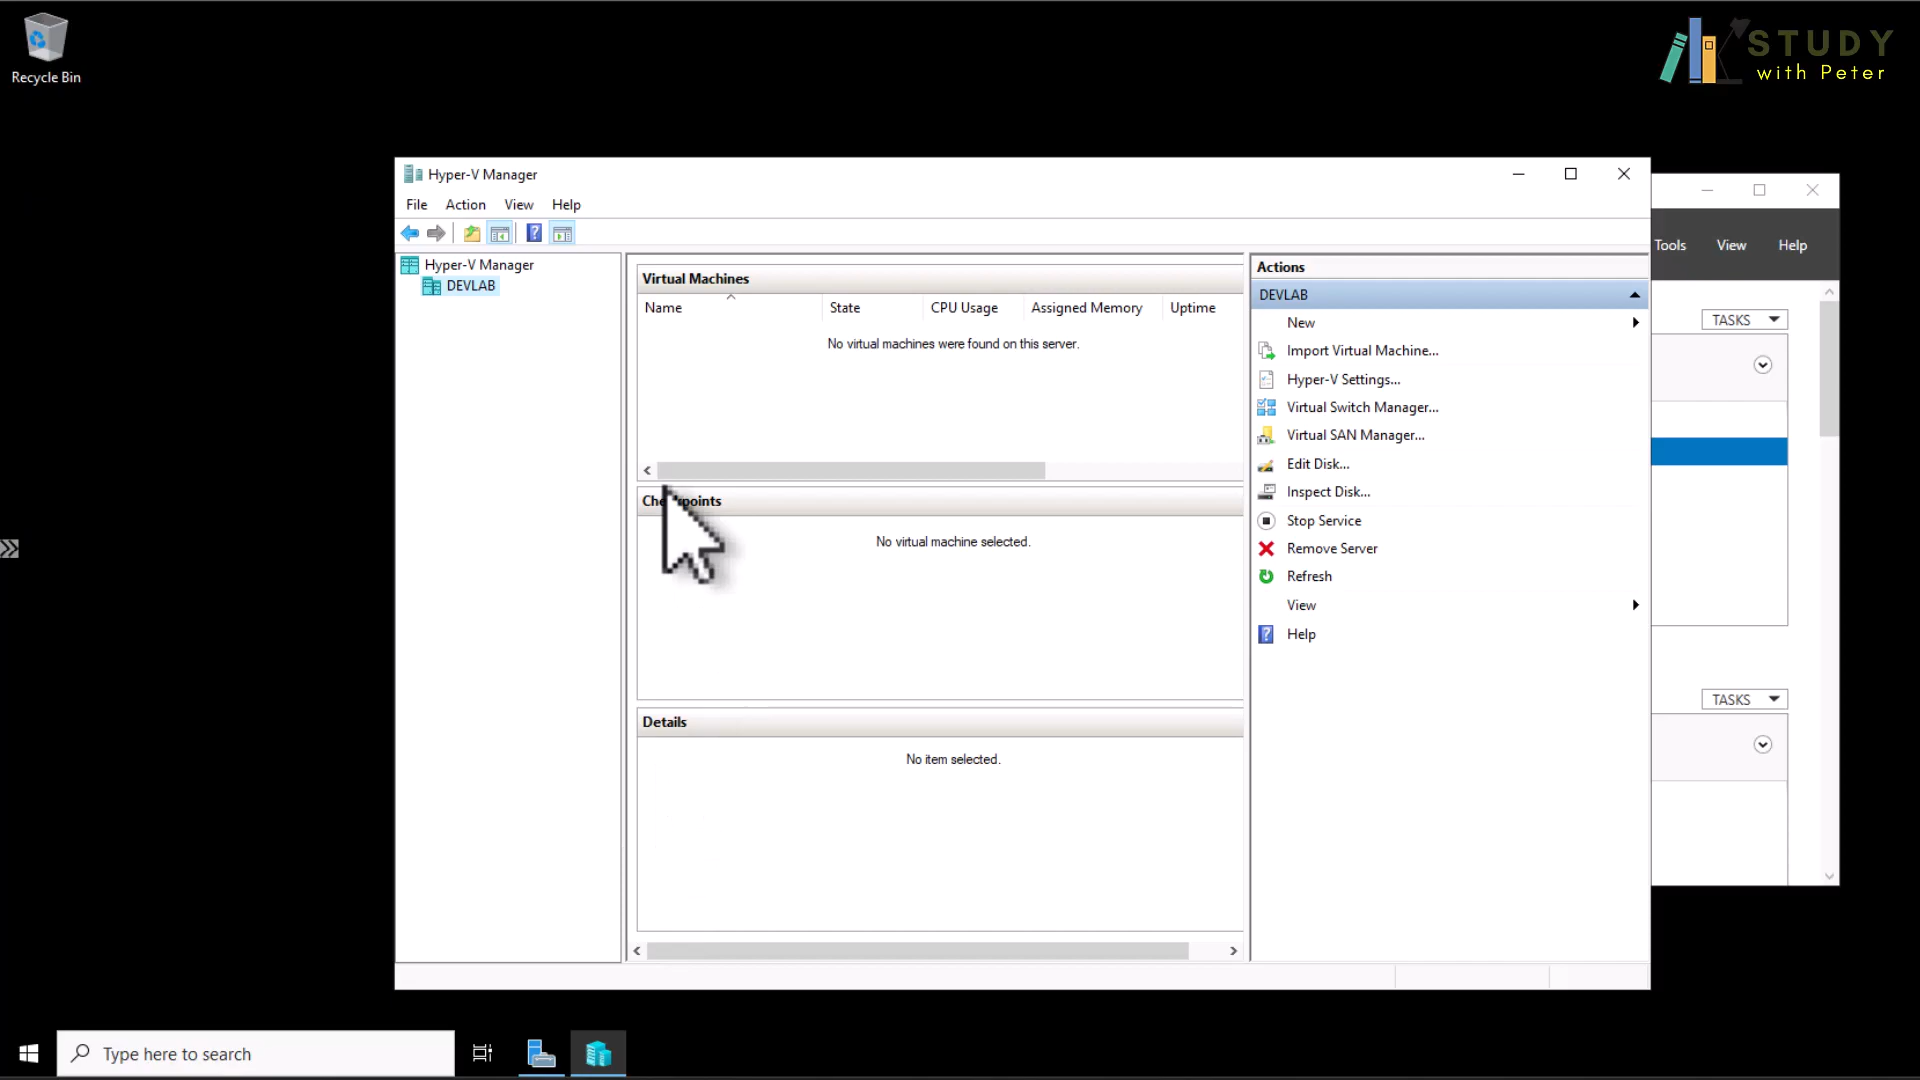 Recycle Bin
STUDY
with Peter
Hyper-V Manager
File Action View Help
Hyper-V Manager
DEVLAB
Virtual Machines
Name State CPU Usage Assigned Memory Uptime
No virtual machines were found on this server.
Checkpoints
No virtual machine selected.
Details
No item selected.
Actions
DEVLAB
New
Import Virtual Machine...
Hyper-V Settings...
Virtual Switch Manager...
Virtual SAN Manager...
Edit Disk...
Inspect Disk...
Stop Service
Remove Server
Refresh
View
Help
Tools View Help
TASKS
TASKS
Type here to search